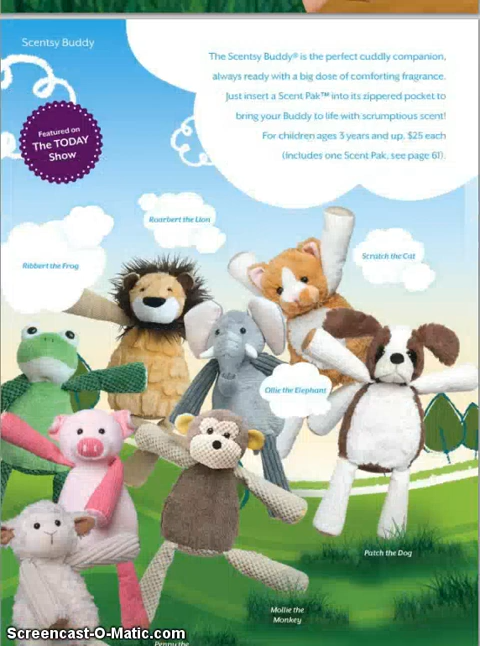 Scentsy Buddy
The Scentsy Buddy® is the perfect cuddly companion,
always ready with a big dose of comforting fragrance.
Just insert a Scent Pak™ into its zippered pocket to
bring your Buddy to life with scrumptious scent!
For children ages 3 years and up. $25 each
(Includes one Scent Pak, see page 61).
Featured on
The TODAY
Show
Roarbert the Lion
Scratch the Cat
Ribbert the Frog
Ollie the Elephant
Patch the Dog
Mollie the
Monkey
Penny the
Screencast-O-Matic.com